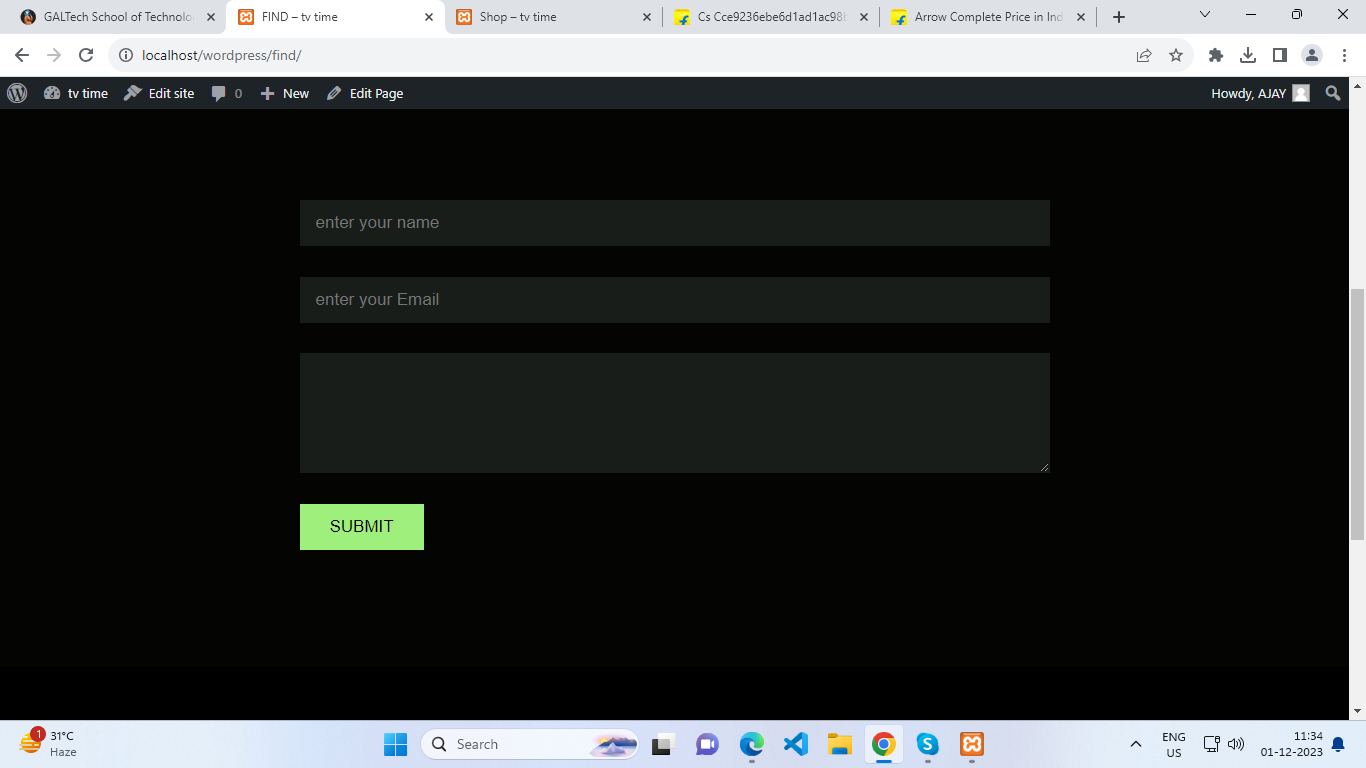 GALTech School of Technolo
FIND – tv time
Shop – tv time
Cs Cca3236ebe6d1ad1ac98b
Arrow Complete Price in Ind
localhost/wordpress/find/
tv time
Edit site
0
New
Edit Page
Howdy, AJAY
enter your name
enter your Email
SUBMIT
1
31°C
Haze
Search
ENG
US
11:34
01-12-2023